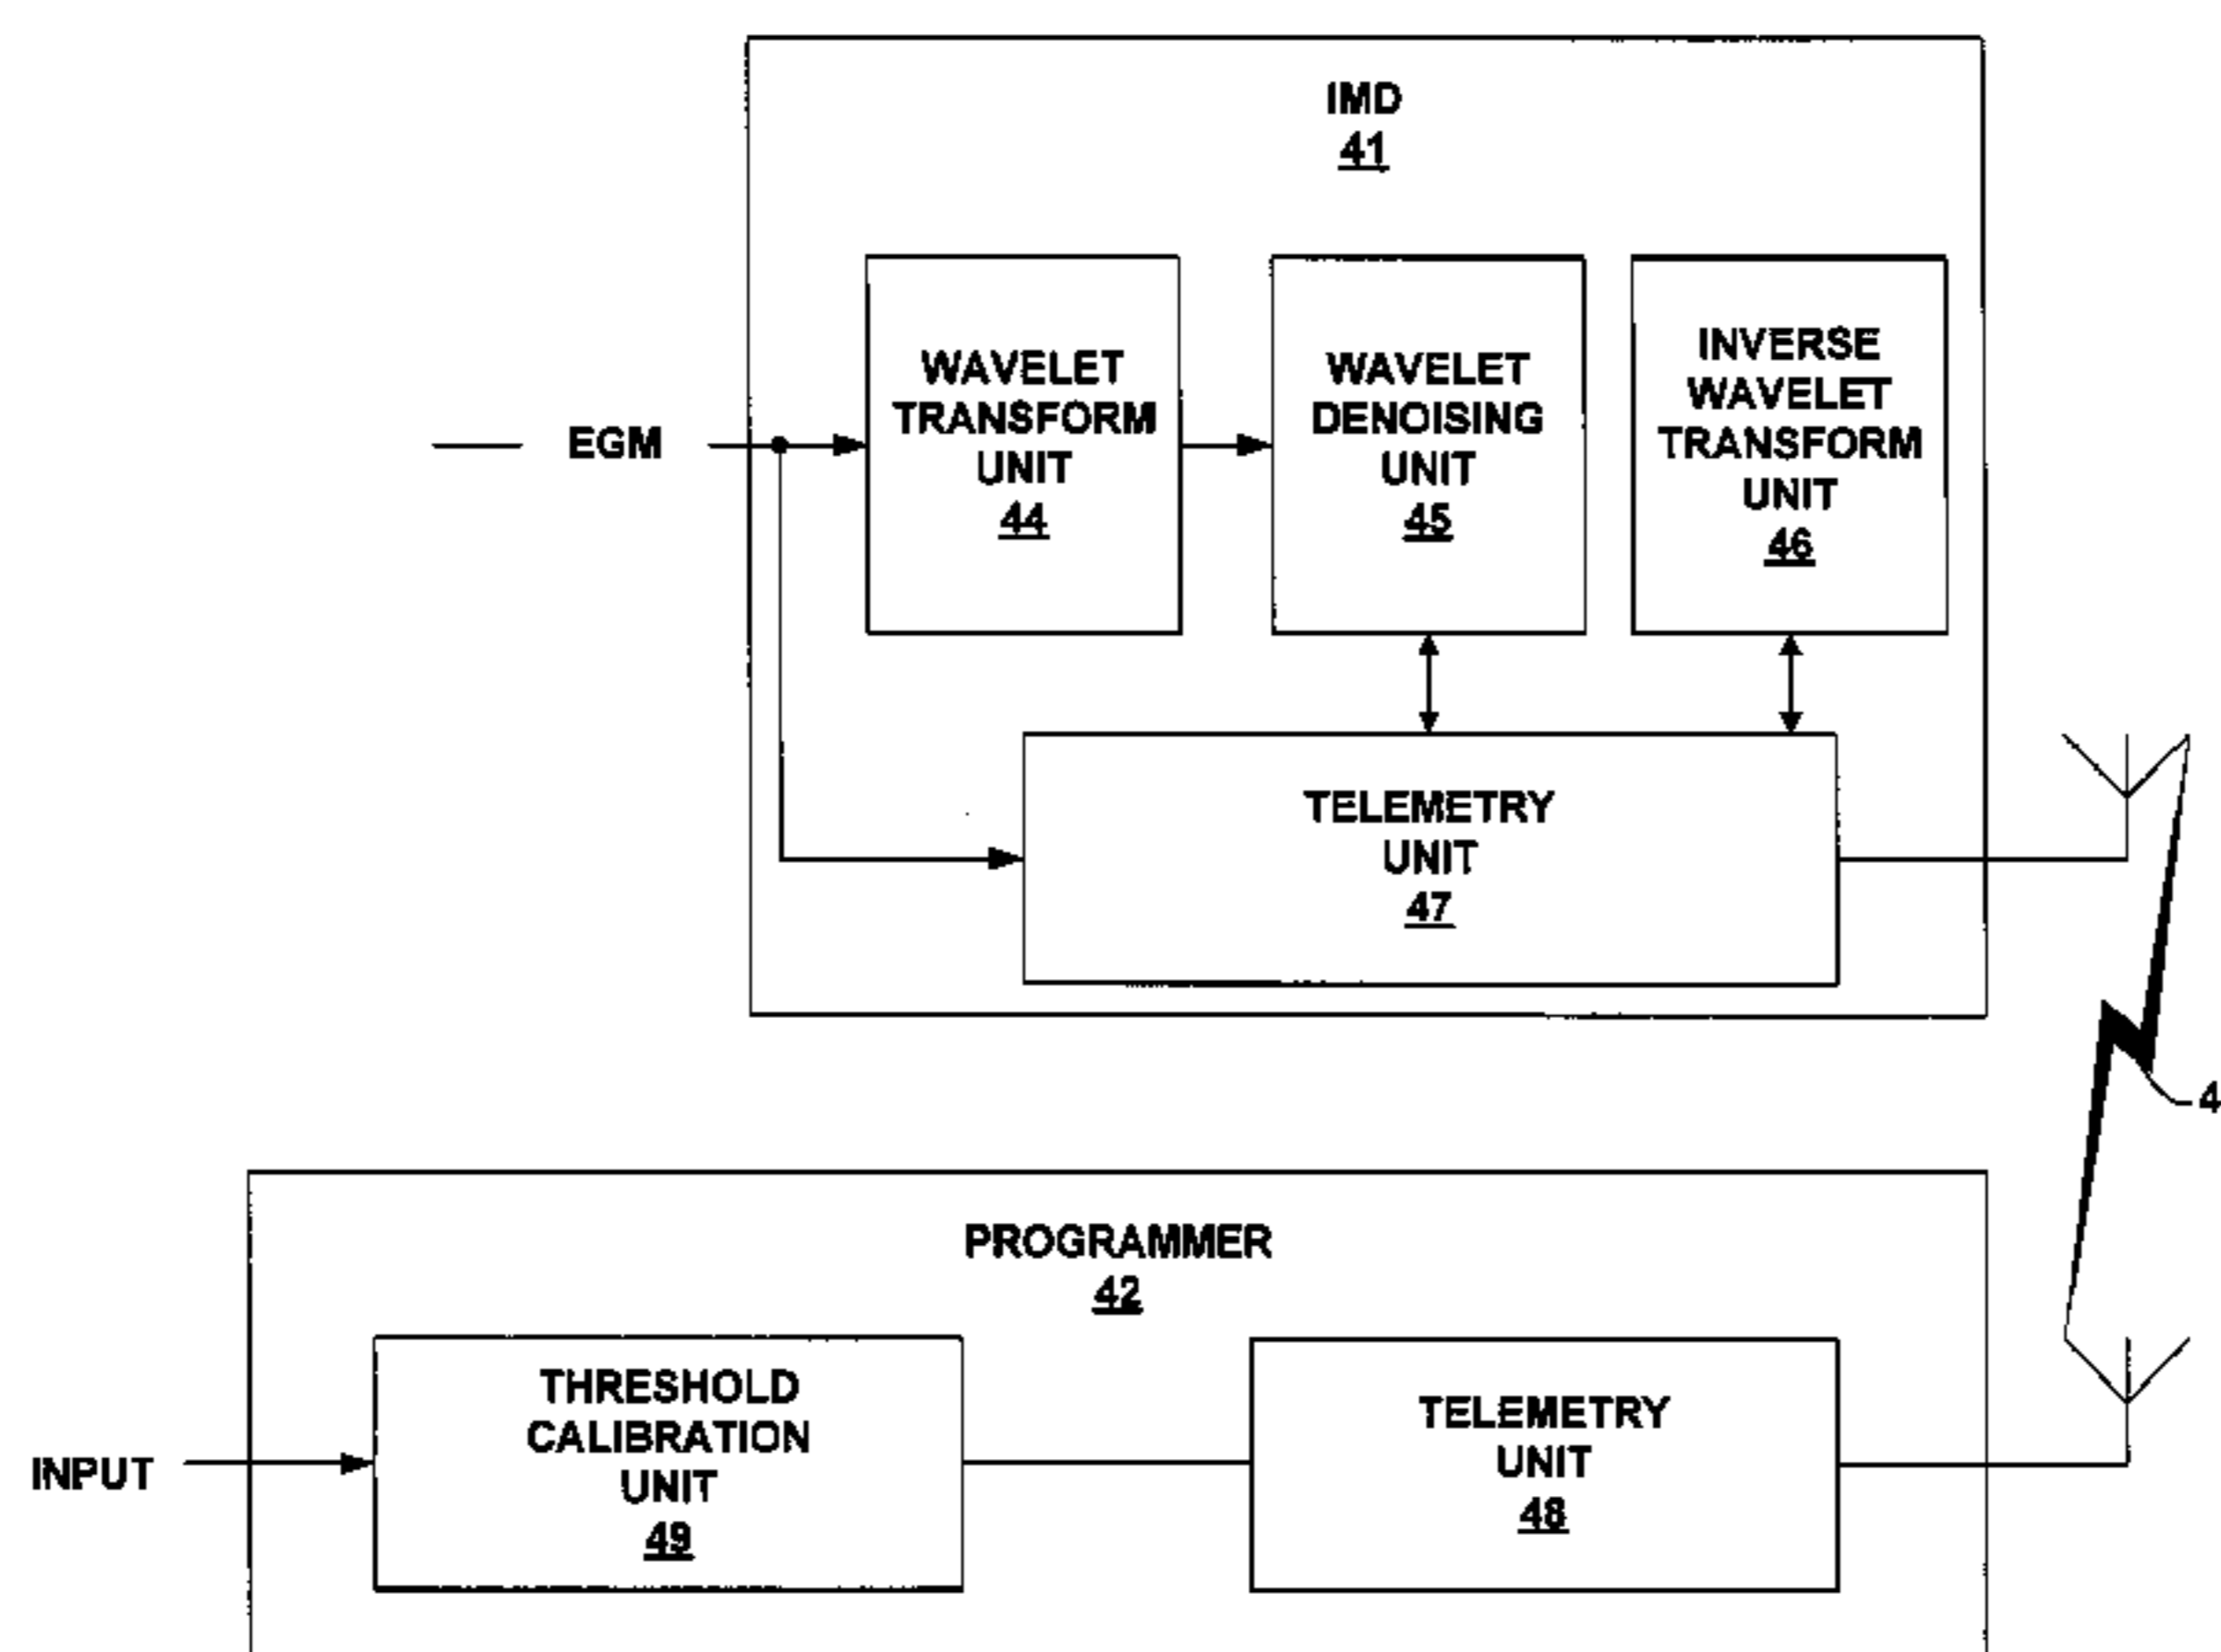 IMD
41
WAVELET
TRANSFORM
UNIT
44
WAVELET
DENOISING
UNIT
45
INVERSE
WAVELET
TRANSFORM
UNIT
46
EGM
TELEMETRY
UNIT
47
4
PROGRAMMER
42
THRESHOLD
CALIBRATION
UNIT
49
TELEMETRY
UNIT
48
INPUT